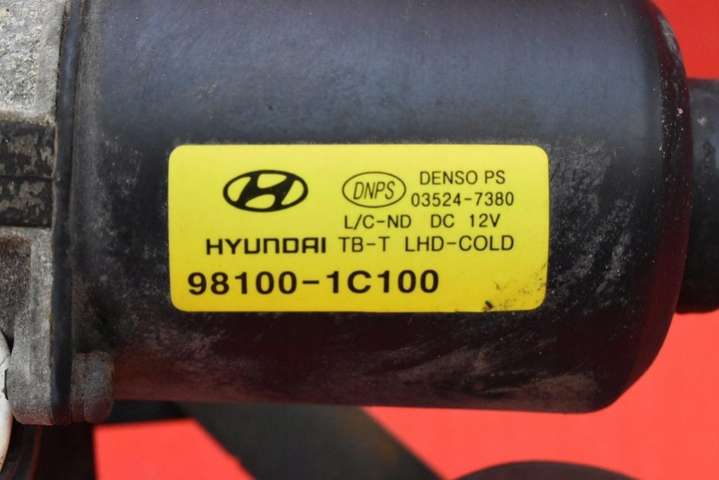 DNPS DENSO PS
03524-7380
L/C-ND DC 12V
HYUNDAI TB-T LHD-COLD
98100-1C100